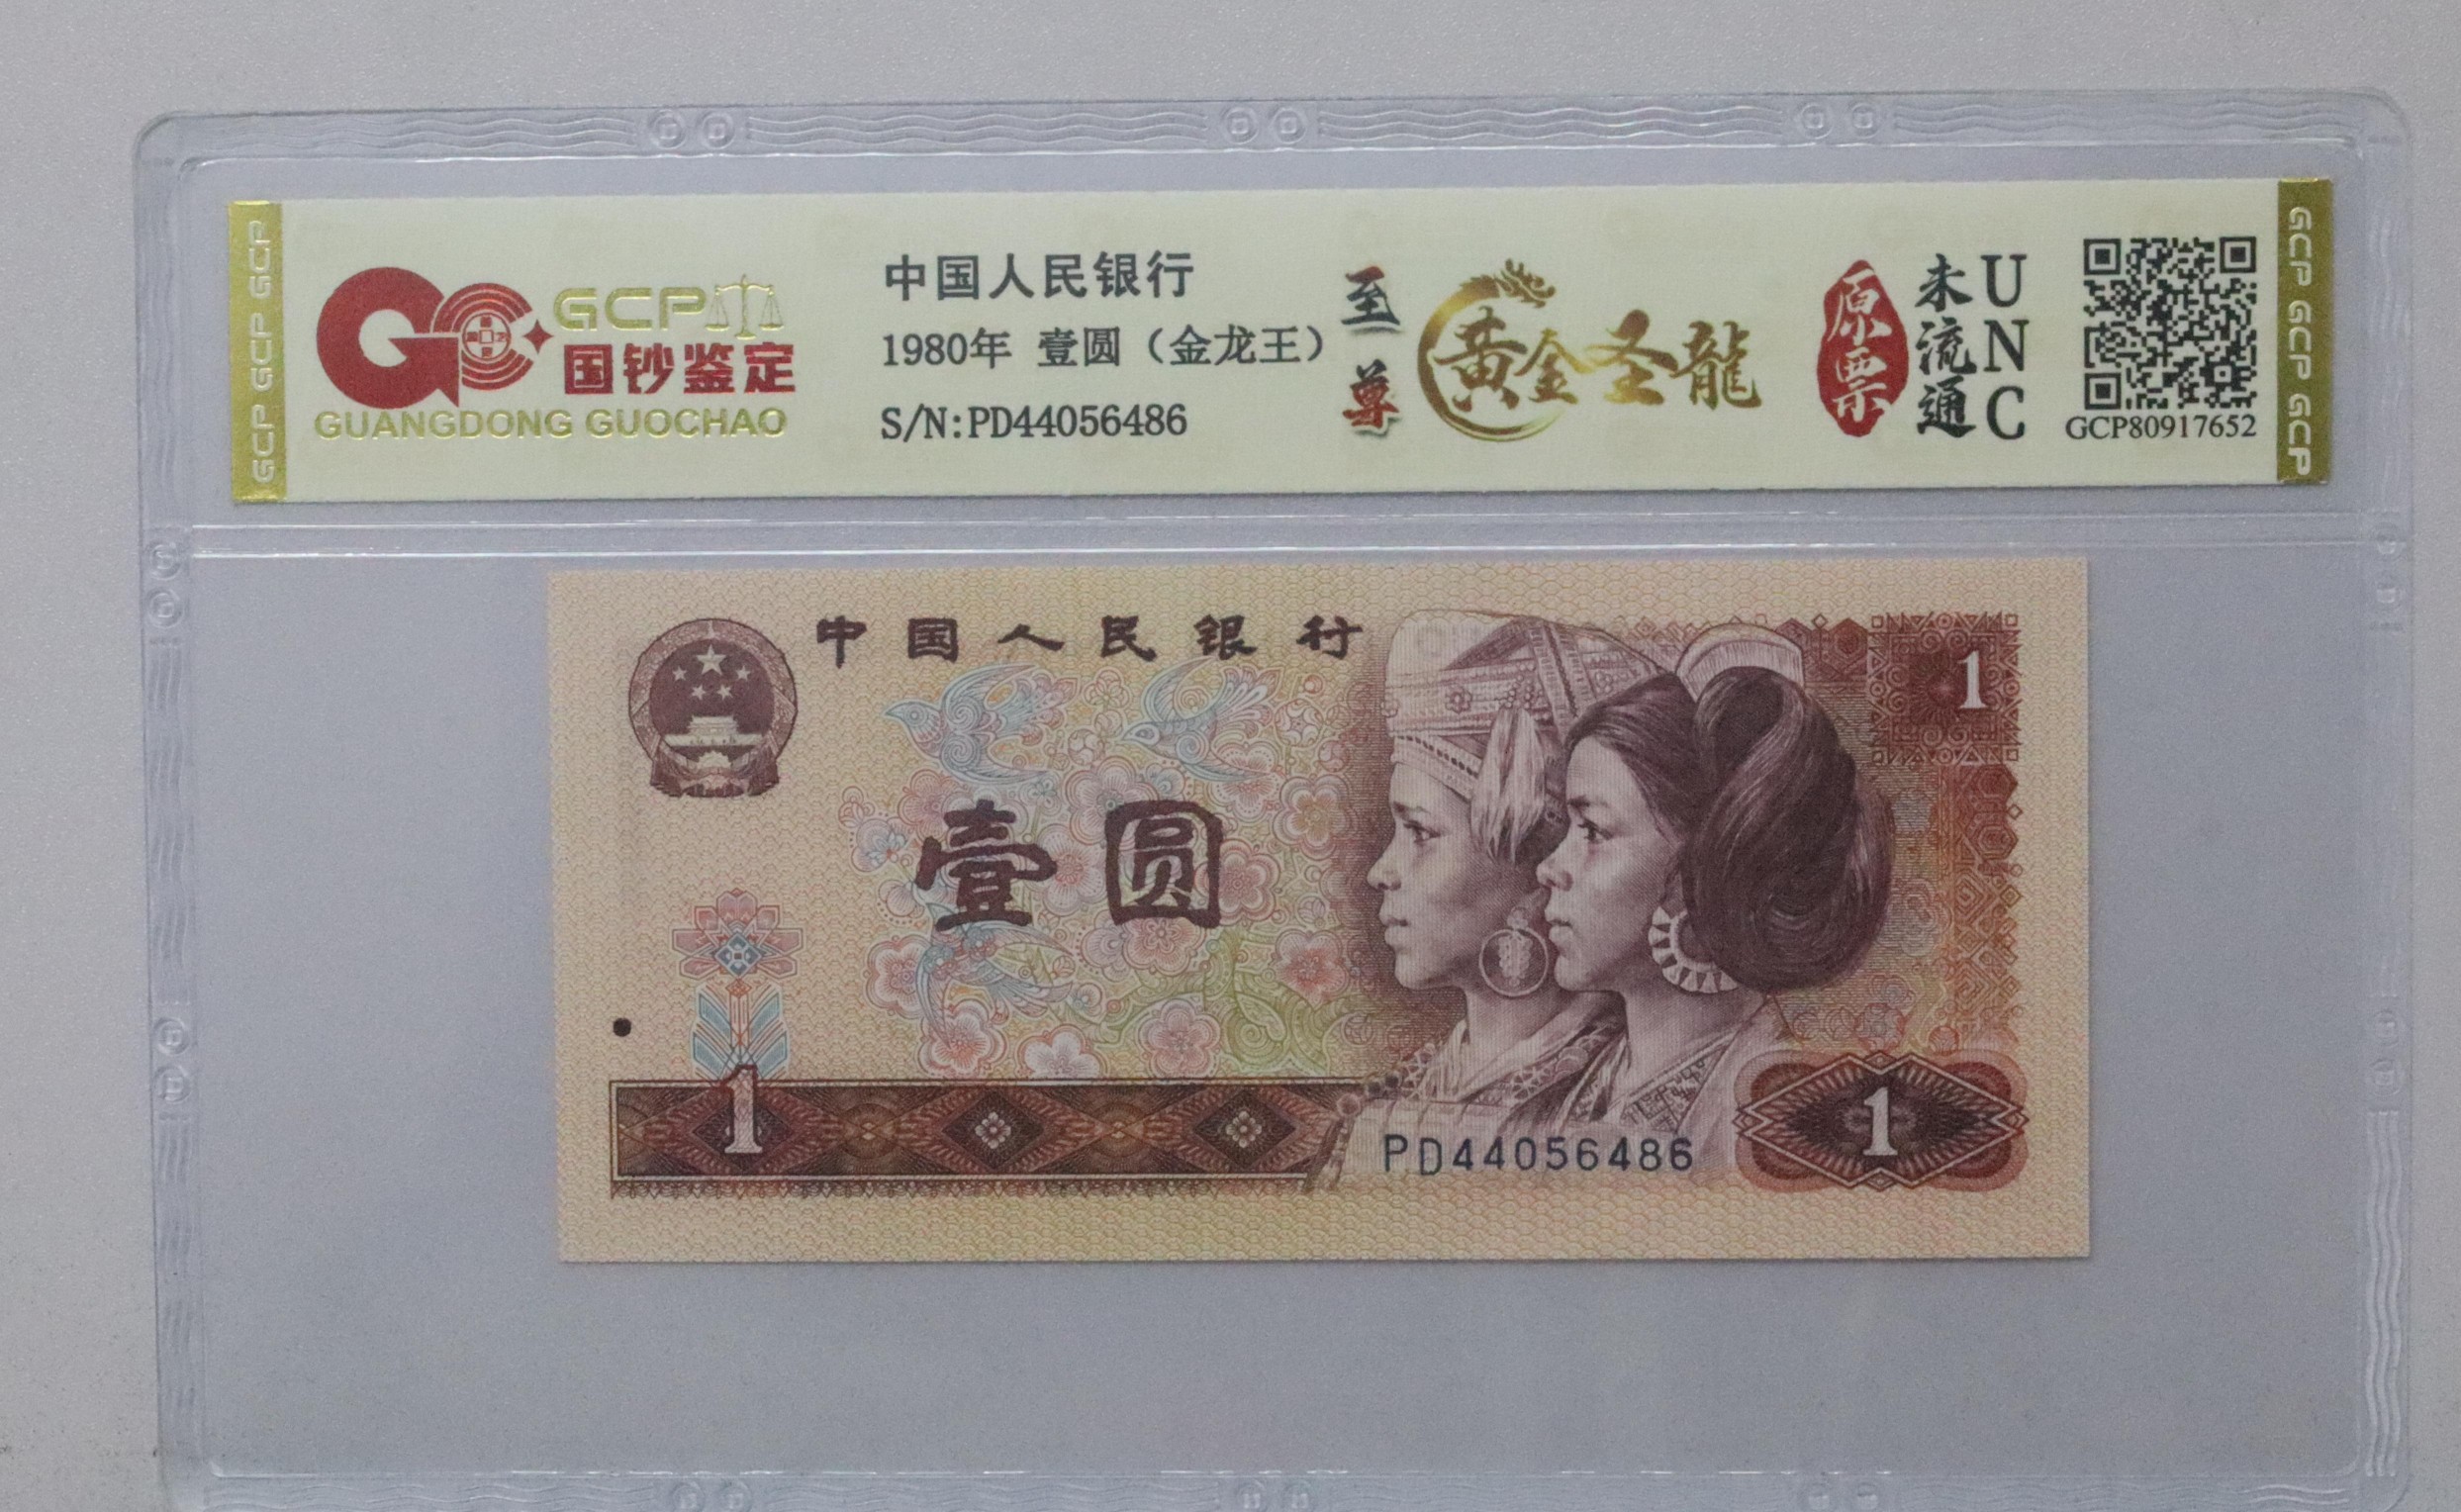 GCP GCP GCP
GCP
国钞鉴定
GUANGDONG GUOCHAO
中国人民银行
1980年 壹圆（金龙王）
S/N:PD44056486
至尊
黄金圣龍
原票
未流通
UNC
GCP80917652
GCP GCP GCP GCP
中国人民银行
1
壹圆
1
PD44056486
1